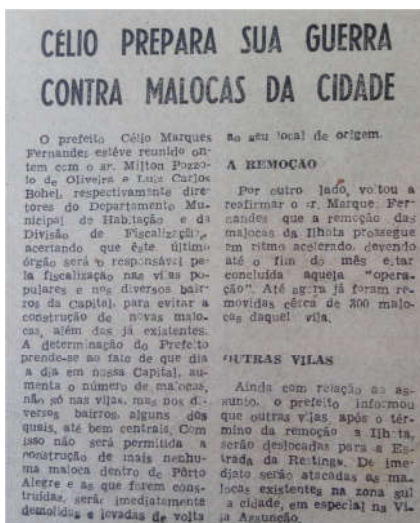 CÉLIO PREPARA SUA GUERRA
CONTRA MALOCAS DA CIDADE
O prefeito Célio Marques
Fernandes estêve reunido on-
tem com o sr. Milton Pozzo-
lo de Oliveira e Luiz Carlos
Bohel, respectivamente dire-
tores do Departamento Mu-
nicipal de Habitação e da
Divisão de Fiscalização,
acertando que êste último
órgão será o responsável pe-
la fiscalização nas vilas po-
pulares e nos diversos bair-
ros da Capital, para evitar a
construção de novas malo-
cas, além das já existentes.
A determinação do Prefeito
prende-se ao fato de que dia
a dia em nossa Capital, au-
menta o número de malocas,
não só nas vilas, mas nos di-
versos bairros, alguns dos
quais, até bem centrais. Com
isso não será permitida a
construção de mais nenhu-
ma maloca dentro de Pôrto
Alegre e as que forem cons-
truídas, serão imediatamente
demolidas e levadas de volta
ao seu local de origem.
A REMOÇÃO
Por outro lado, voltou a
reafirmar o sr. Marque. Fer-
nandes que a remoção das
malocas da Ilhota prossegue
em ritmo acelerado, devendo
até o fim do mês estar
concluída aquela "opera-
ção". Até agora já foram re-
movidas cêrca de 300 malo-
cas daquel vila.
OUTRAS VILAS
Ainda com relação ao as-
sunto, o prefeito informou
que outras vilas, após o tér-
mino da remoção a Ilhota,
serão deslocadas para a Es-
trada da Restinga. De ime-
diato serão atacadas as ma-
locas existentes na zona sul
a cidade, em especial na Vi-
la Assunção.